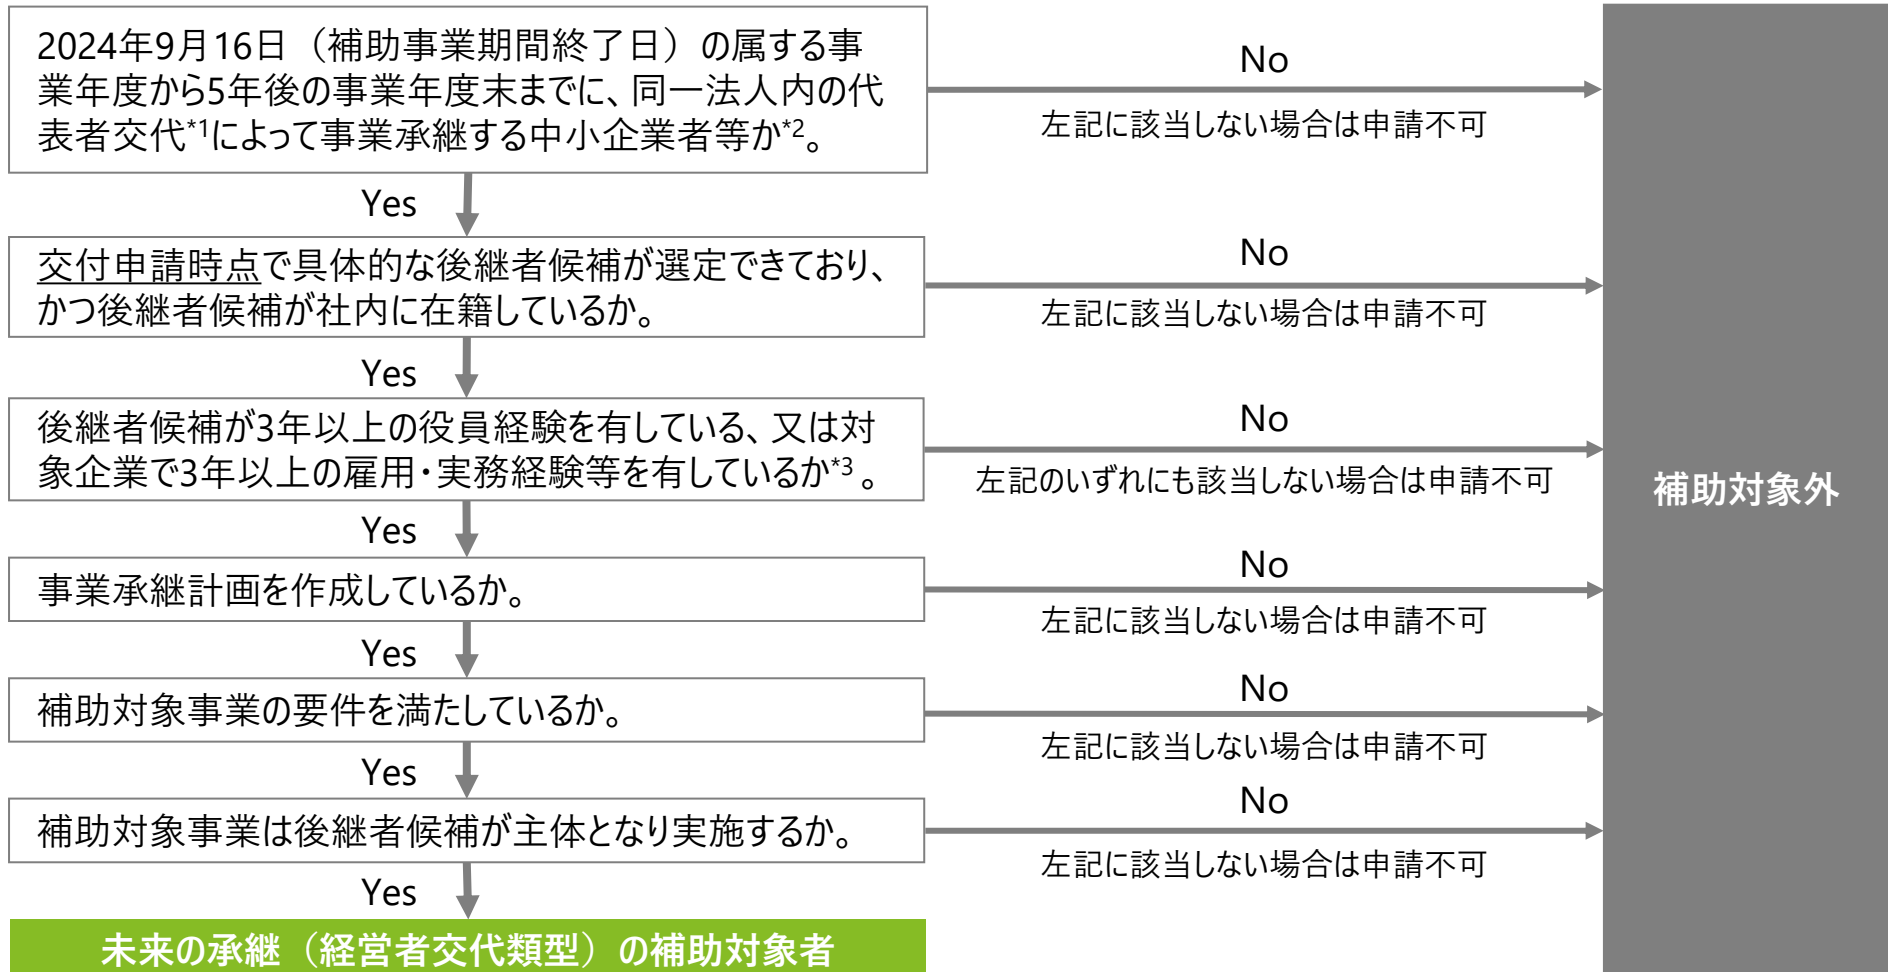 2024年9月16日（補助事業期間終了日）の属する事
業年度から5年後の事業年度末までに、同一法人内の代
表者交代*1によって事業承継する中小企業者等か*2。
No
左記に該当しない場合は申請不可
Yes
交付申請時点で具体的な後継者候補が選定できており、
かつ後継者候補が社内に在籍しているか。
No
左記に該当しない場合は申請不可
Yes
後継者候補が3年以上の役員経験を有している、又は対
象企業で3年以上の雇用・実務経験等を有しているか*3 。
No
左記のいずれにも該当しない場合は申請不可
Yes
事業承継計画を作成しているか。
No
左記に該当しない場合は申請不可
Yes
補助対象事業の要件を満たしているか。
No
左記に該当しない場合は申請不可
Yes
補助対象事業は後継者候補が主体となり実施するか。
No
左記に該当しない場合は申請不可
Yes
未来の承継（経営者交代類型）の補助対象者
補助対象外